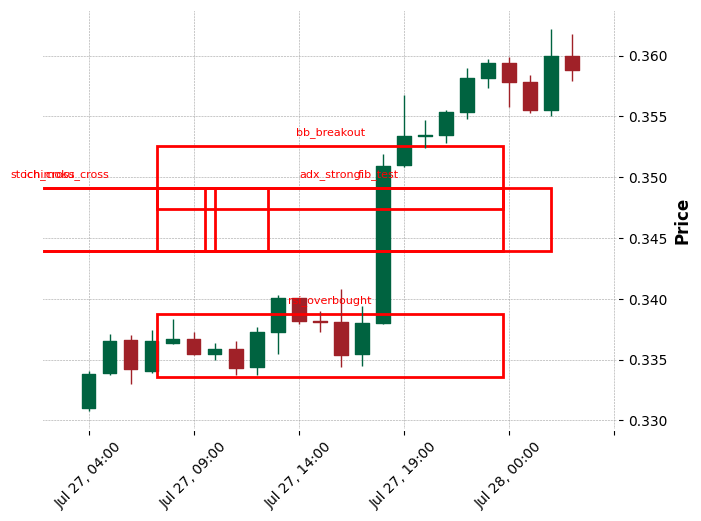 0.360
0.355
bb_breakout
0.350
adx_strong
fib_test
0.345
0.340
0.335
0.330
Price
Jul 27, 04:00
Jul 27, 09:00
Jul 27, 14:00
Jul 27, 19:00
Jul 28, 00:00